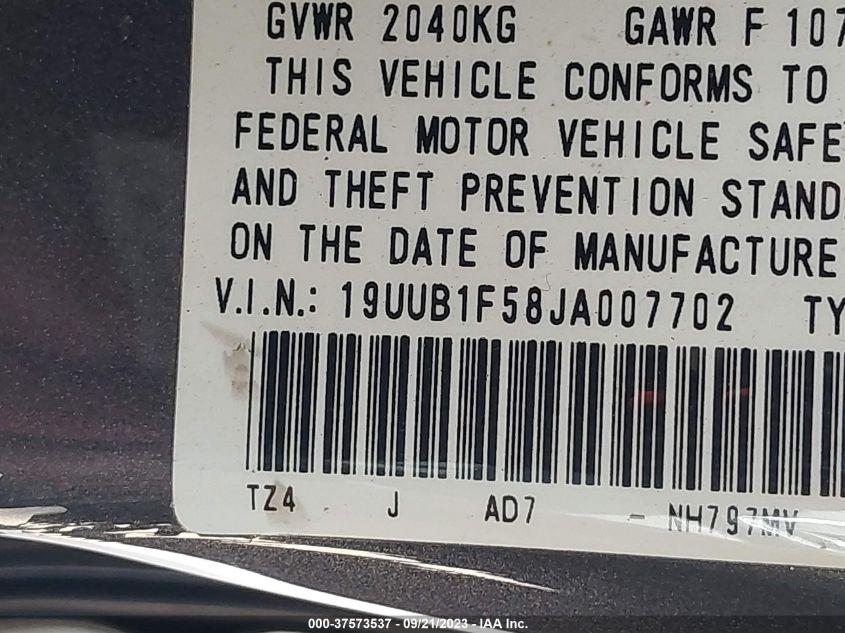 GVWR 2040KG GAWR F 107
THIS VEHICLE CONFORMS TO
FEDERAL MOTOR VEHICLE SAFE
AND THEFT PREVENTION STAND
ON THE DATE OF MANUFACTURE
V.I.N.: 19UUB1F58JA007702 TY
TZ4 J AD7 - NH797MV
000-37573537 - 09/21/2023 - IAA Inc.